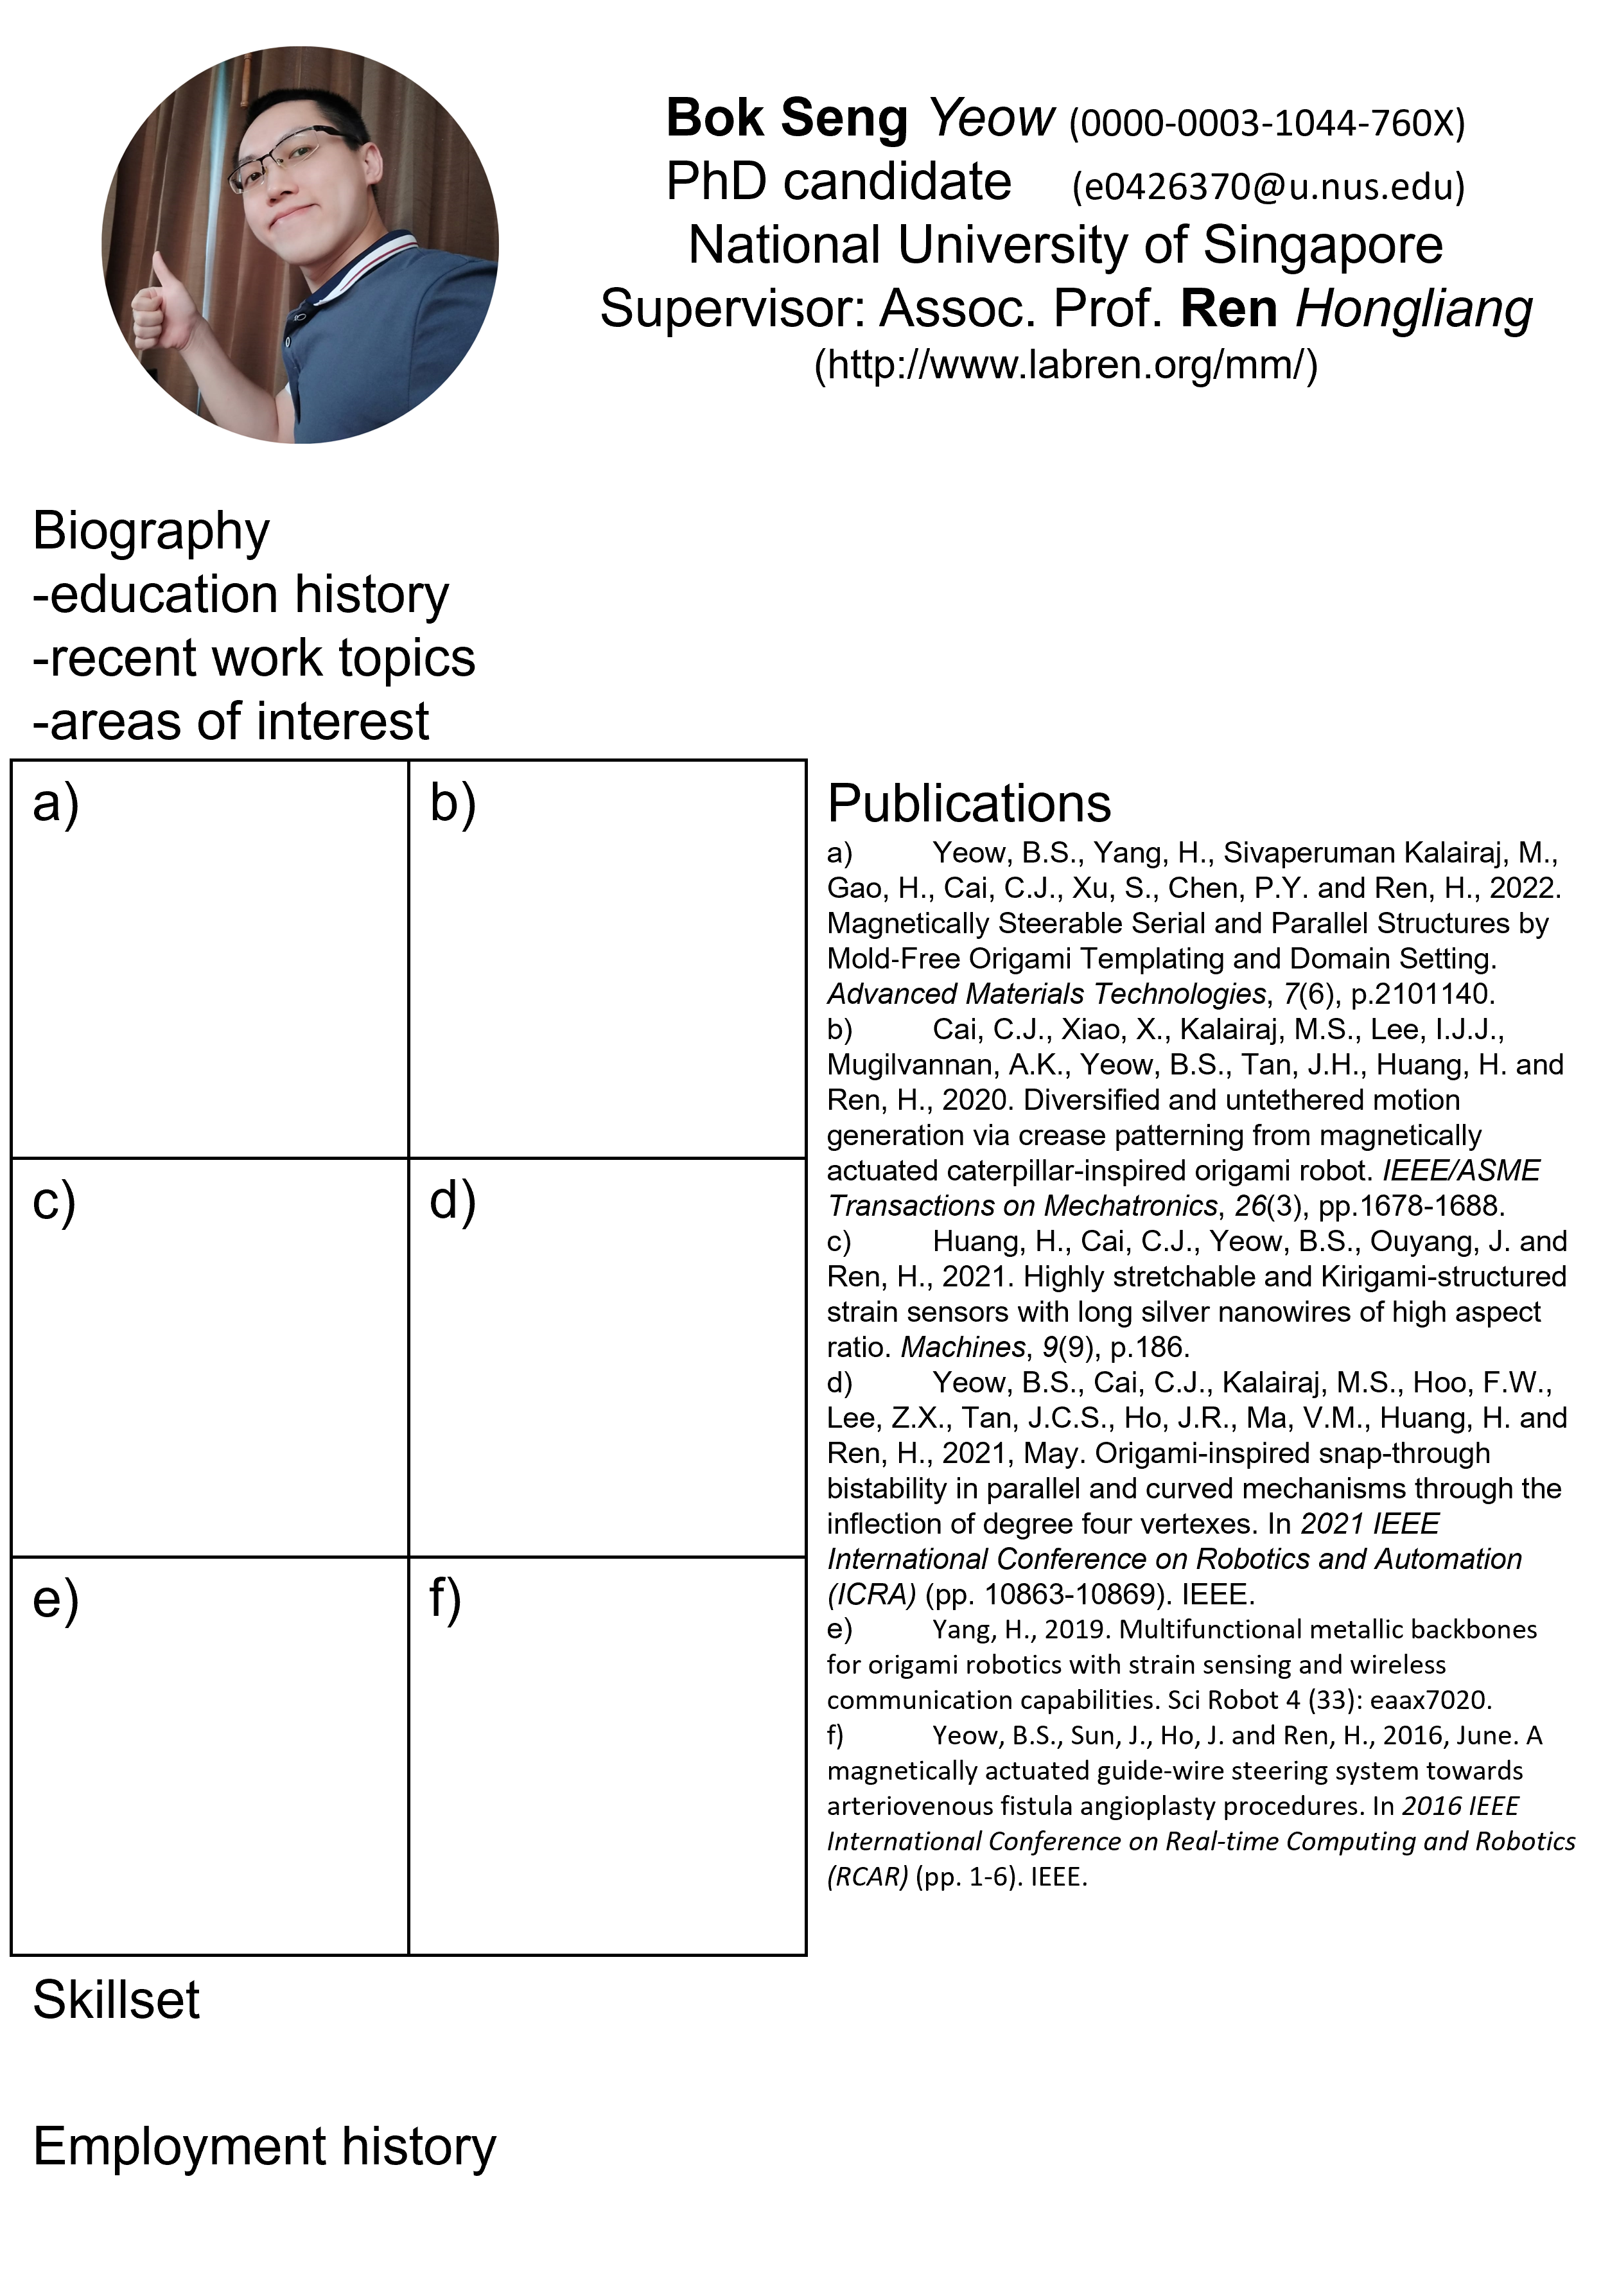 Bok Seng Yeow (0000-0003-1044-760X)
PhD candidate (e0426370@u.nus.edu)
National University of Singapore
Supervisor: Assoc. Prof. Ren Hongliang
(http://www.labren.org/mm/)
Biography
-education history
-recent work topics
-areas of interest
a)
b)
c)
d)
e)
f)
Publications
a) Yeow, B.S., Yang, H., Sivaperuman Kalairaj, M.,
Gao, H., Cai, C.J., Xu, S., Chen, P.Y. and Ren, H., 2022.
Magnetically Steerable Serial and Parallel Structures by
Mold‐Free Origami Templating and Domain Setting.
Advanced Materials Technologies, 7(6), p.2101140.
b) Cai, C.J., Xiao, X., Kalairaj, M.S., Lee, I.J.J.,
Mugilvannan, A.K., Yeow, B.S., Tan, J.H., Huang, H. and
Ren, H., 2020. Diversified and untethered motion
generation via crease patterning from magnetically
actuated caterpillar-inspired origami robot. IEEE/ASME
Transactions on Mechatronics, 26(3), pp.1678-1688.
c) Huang, H., Cai, C.J., Yeow, B.S., Ouyang, J. and
Ren, H., 2021. Highly stretchable and Kirigami-structured
strain sensors with long silver nanowires of high aspect
ratio. Machines, 9(9), p.186.
d) Yeow, B.S., Cai, C.J., Kalairaj, M.S., Hoo, F.W.,
Lee, Z.X., Tan, J.C.S., Ho, J.R., Ma, V.M., Huang, H. and
Ren, H., 2021, May. Origami-inspired snap-through
bistability in parallel and curved mechanisms through the
inflection of degree four vertexes. In 2021 IEEE
International Conference on Robotics and Automation
(ICRA) (pp. 10863-10869). IEEE.
e) Yang, H., 2019. Multifunctional metallic backbones
for origami robotics with strain sensing and wireless
communication capabilities. Sci Robot 4 (33): eaax7020.
f) Yeow, B.S., Sun, J., Ho, J. and Ren, H., 2016, June. A
magnetically actuated guide-wire steering system towards
arteriovenous fistula angioplasty procedures. In 2016 IEEE
International Conference on Real-time Computing and Robotics
(RCAR) (pp. 1-6). IEEE.
Skillset
Employment history